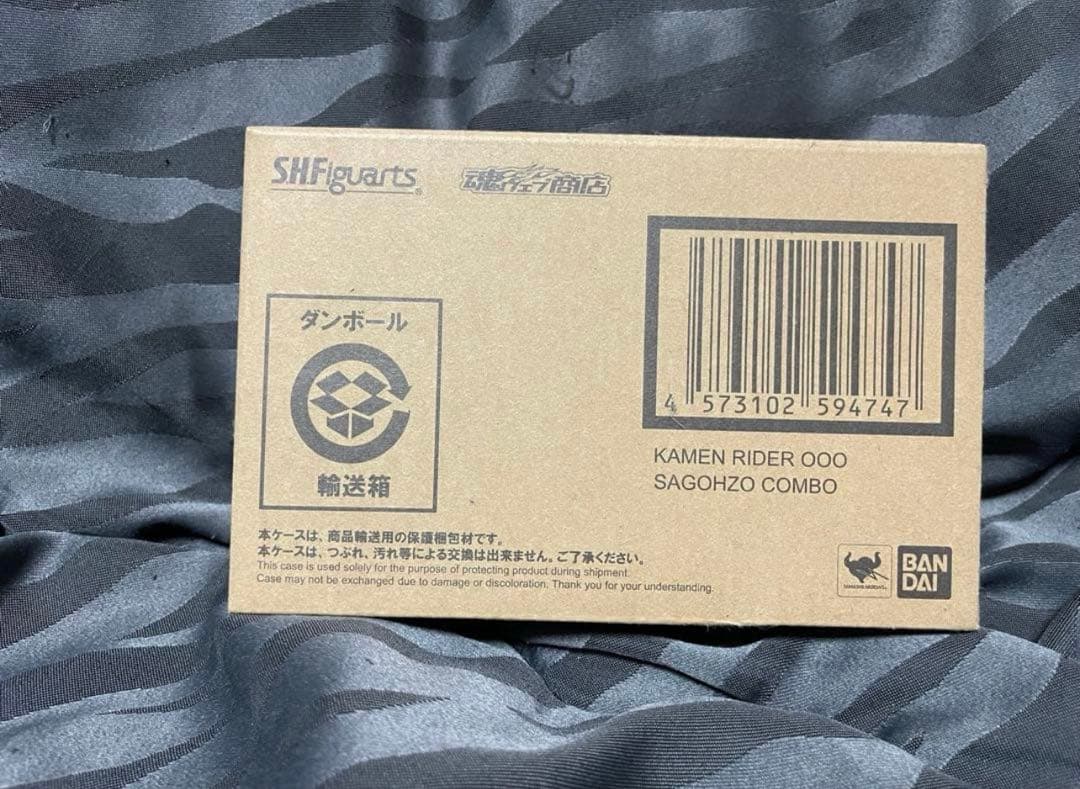 S.H.Figuarts®
魂ウェブ商店
ダンボール
輸送箱
4 573102 594747
KAMEN RIDER OOO
SAGOHZO COMBO
本ケースは、商品輸送用の保護梱包材です。
本ケースは、つぶれ、汚れ等による交換は出来ません。ご了承ください。
This case is used solely for the purpose of protecting product during shipment.
Case may not be exchanged due to damage or discoloration. Thank you for your understanding.
TAMASHII NATIONS
BAN
DAI